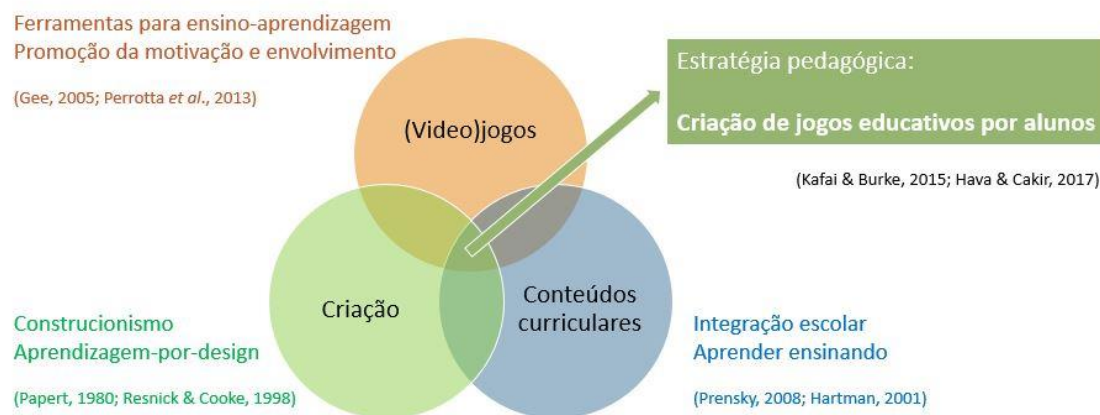 Ferramentas para ensino-aprendizagem
Promoção da motivação e envolvimento
(Gee, 2005; Perrotta et al., 2013)
Estratégia pedagógica:
Criação de jogos educativos por alunos
(Kafai & Burke, 2015; Hava & Cakir, 2017)
(Video)jogos
Criação
Conteúdos
curriculares
Construcionismo
Aprendizagem-por-design
(Papert, 1980; Resnick & Cooke, 1998)
Integração escolar
Aprender ensinando
(Prensky, 2008; Hartman, 2001)